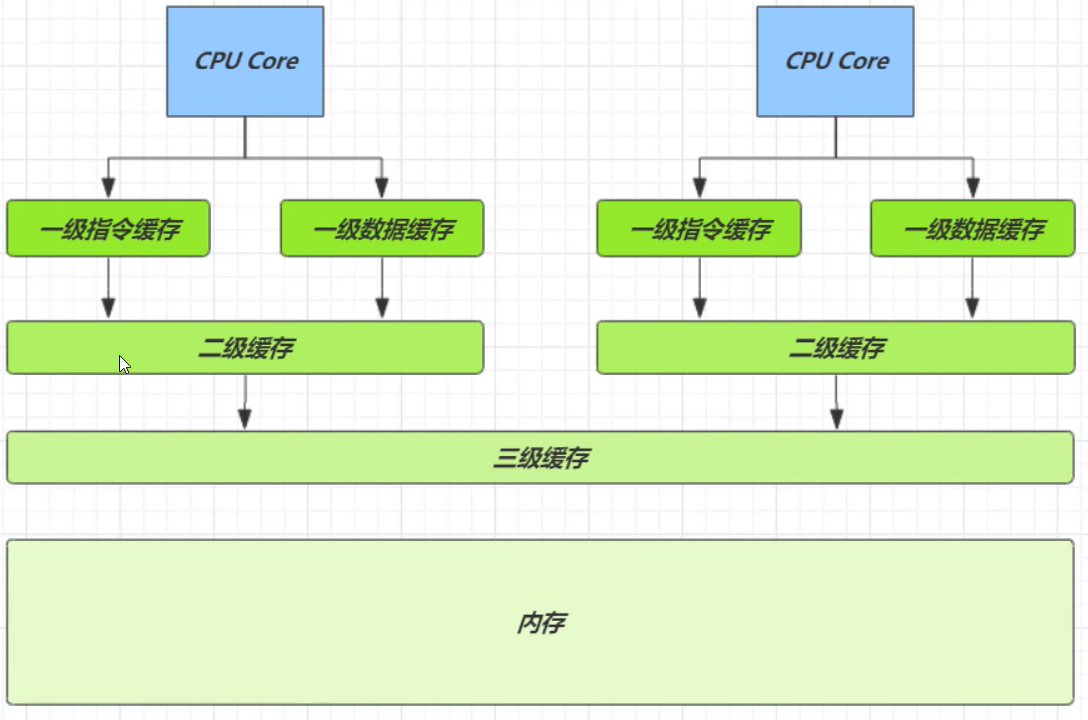 CPU Core
CPU Core
一级指令缓存
一级数据缓存
一级指令缓存
一级数据缓存
二级缓存
二级缓存
三级缓存
内存